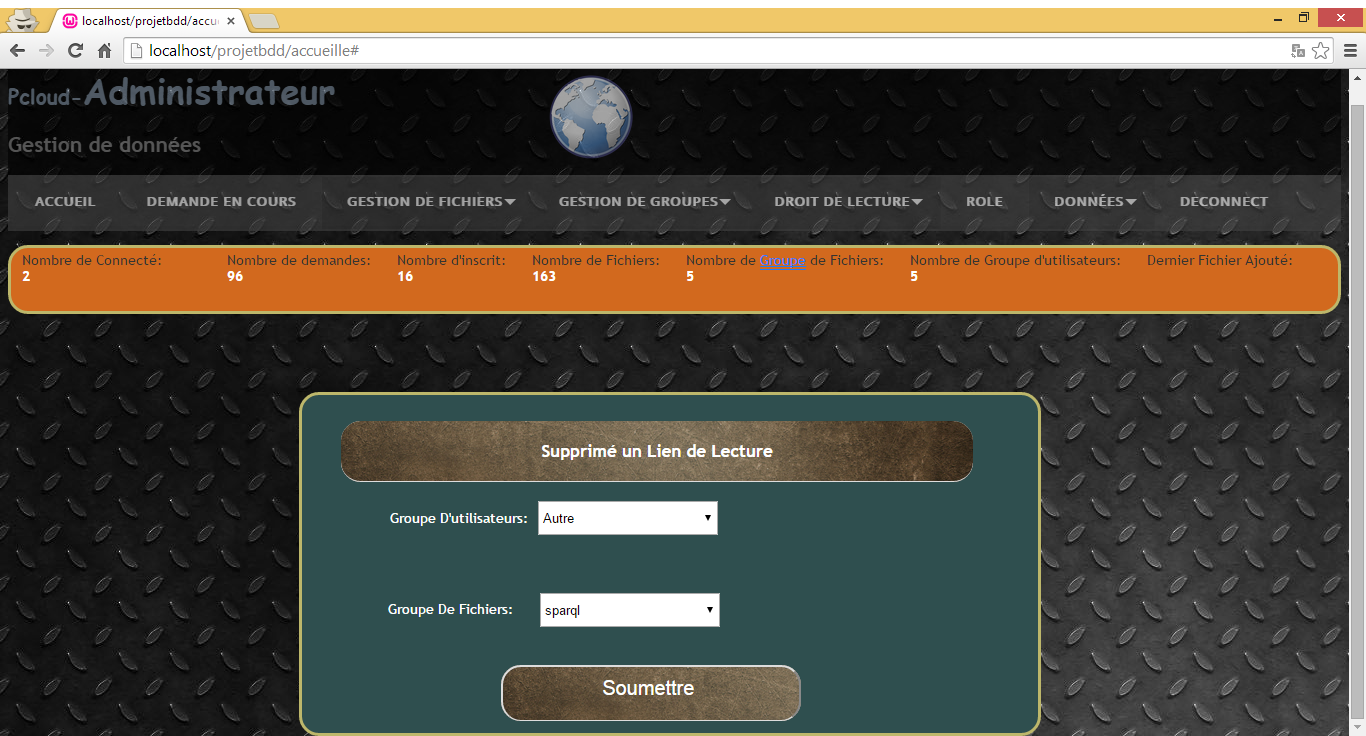 localhost/projetbdd/accu
localhost/projetbdd/accueille#
Pcloud-Administrateur
Gestion de données
ACCUEIL DEMANDE EN COURS GESTION DE FICHIERS GESTION DE GROUPES DROIT DE LECTURE ROLE DONNÉES DECONNECT
Nombre de Connecté: Nombre de demandes: Nombre d'inscrit: Nombre de Fichiers: Nombre de Groupe de Fichiers: Nombre de Groupe d'utilisateurs: Dernier Fichier Ajouté:
2 96 16 163 5 5
Supprimé un Lien de Lecture
Groupe D'utilisateurs: Autre
Groupe De Fichiers: sparql
Soumettre